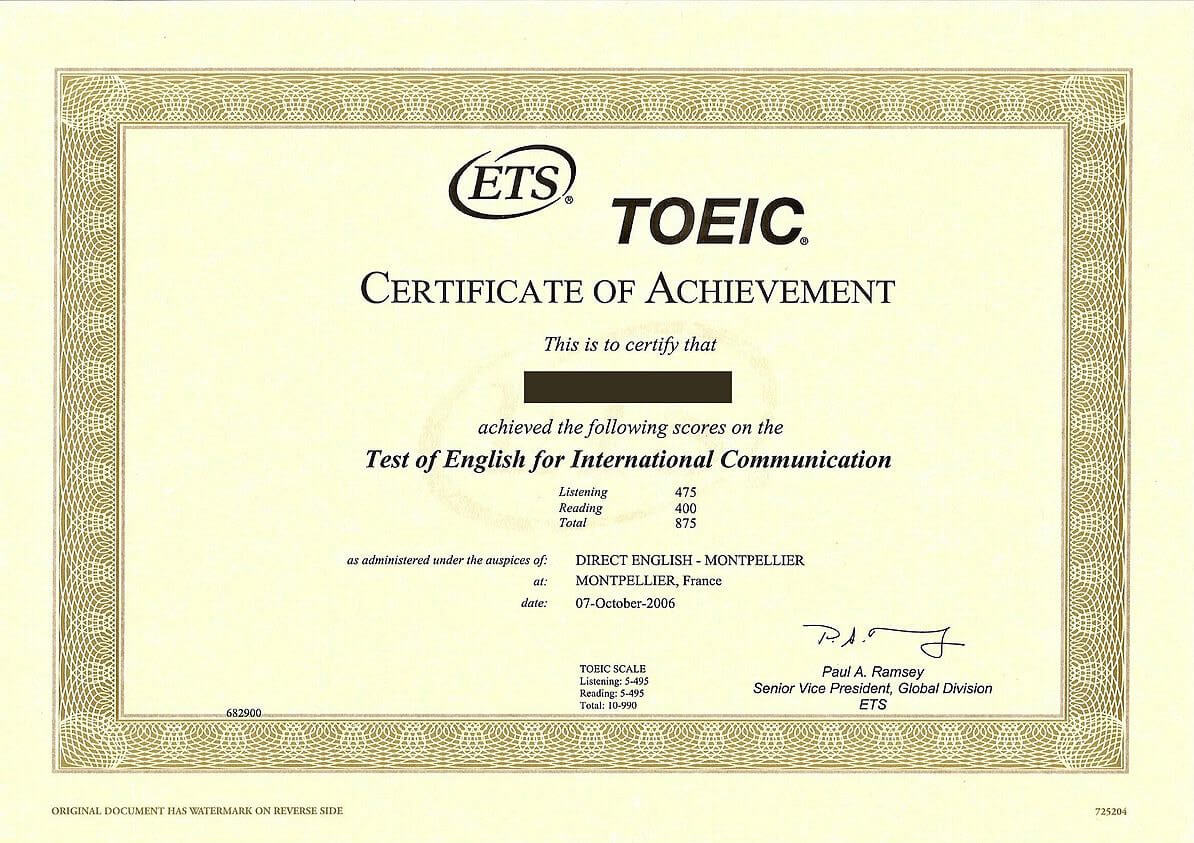 ETS®
TOEIC®
CERTIFICATE OF ACHIEVEMENT
This is to certify that
achieved the following scores on the
Test of English for International Communication
Listening 475
Reading 400
Total 875
as administered under the auspices of: DIRECT ENGLISH - MONTPELLIER
at: MONTPELLIER, France
date: 07-October-2006
TOEIC SCALE
Listening: 5-495
Reading: 5-495
Total: 10-990
Paul A. Ramsey
Senior Vice President, Global Division
ETS
682900
ORIGINAL DOCUMENT HAS WATERMARK ON REVERSE SIDE
725204